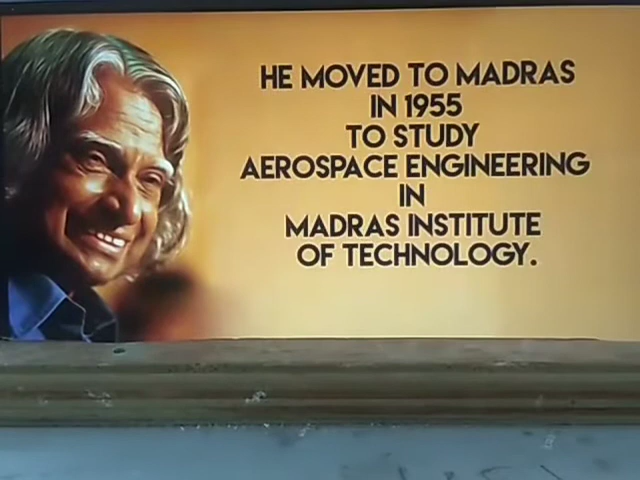 HE MOVED TO MADRAS
IN 1955
TO STUDY
AEROSPACE ENGINEERING
IN
MADRAS INSTITUTE
OF TECHNOLOGY.